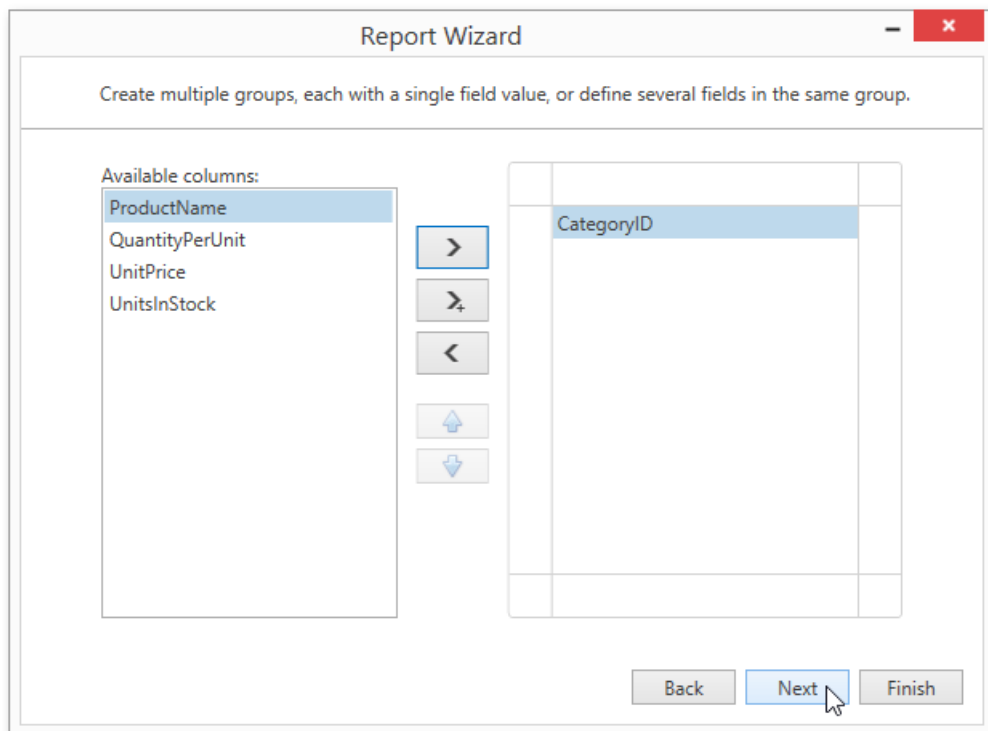 Report Wizard
Create multiple groups, each with a single field value, or define several fields in the same group.
Available columns:
ProductName
QuantityPerUnit
UnitPrice
UnitsInStock
CategoryID
Back
Next
Finish